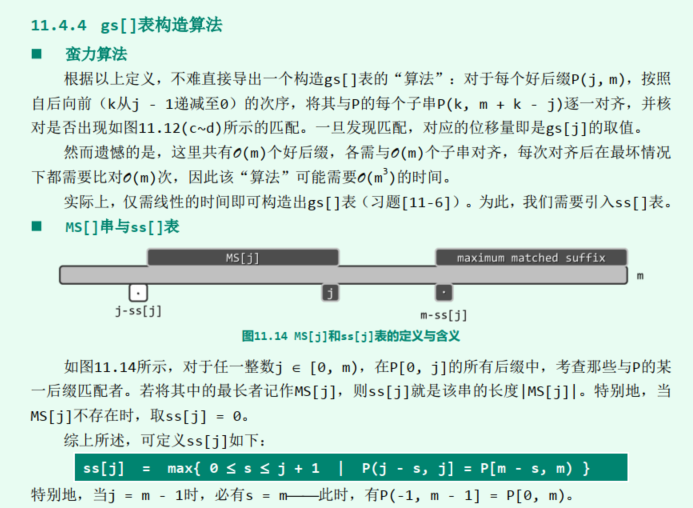 11.4.4 gs[]表构造算法
■ 蛮力算法
根据以上定义，不难直接导出一个构造gs[]表的“算法”：对于每个好后缀P(j, m)，按照
自后向前（k从j - 1递减至0）的次序，将其与P的每个子串P(k, m + k - j)逐一对齐，并核
对是否出现如图11.12(c~d)所示的匹配。一旦发现匹配，对应的位移量即是gs[j]的取值。
然而遗憾的是，这里共有O(m)个好后缀，各需与O(m)个子串对齐，每次对齐后在最坏情况
下都需要比对O(m)次，因此该“算法”可能需要O(m³)的时间。
实际上，仅需线性的时间即可构造出gs[]表（习题[11-6]）。为此，我们需要引入ss[]表。
■ MS[]串与ss[]表
MS[j] maximum matched suffix
m
· j ·
j-ss[j] m-ss[j]
图11.14 MS[j]和ss[j]表的定义与含义
如图11.14所示，对于任一整数j ∈ [0, m)，在P[0, j]的所有后缀中，考查那些与P的某
一后缀匹配者。若将其中的最长者记作MS[j]，则ss[j]就是该串的长度|MS[j]|。特别地，当
MS[j]不存在时，取ss[j] = 0。
综上所述，可定义ss[j]如下：
ss[j] = max{ 0 ≤ s ≤ j + 1 | P(j - s, j] = P[m - s, m) }
特别地，当j = m - 1时，必有s = m——此时，有P(-1, m - 1] = P[0, m)。